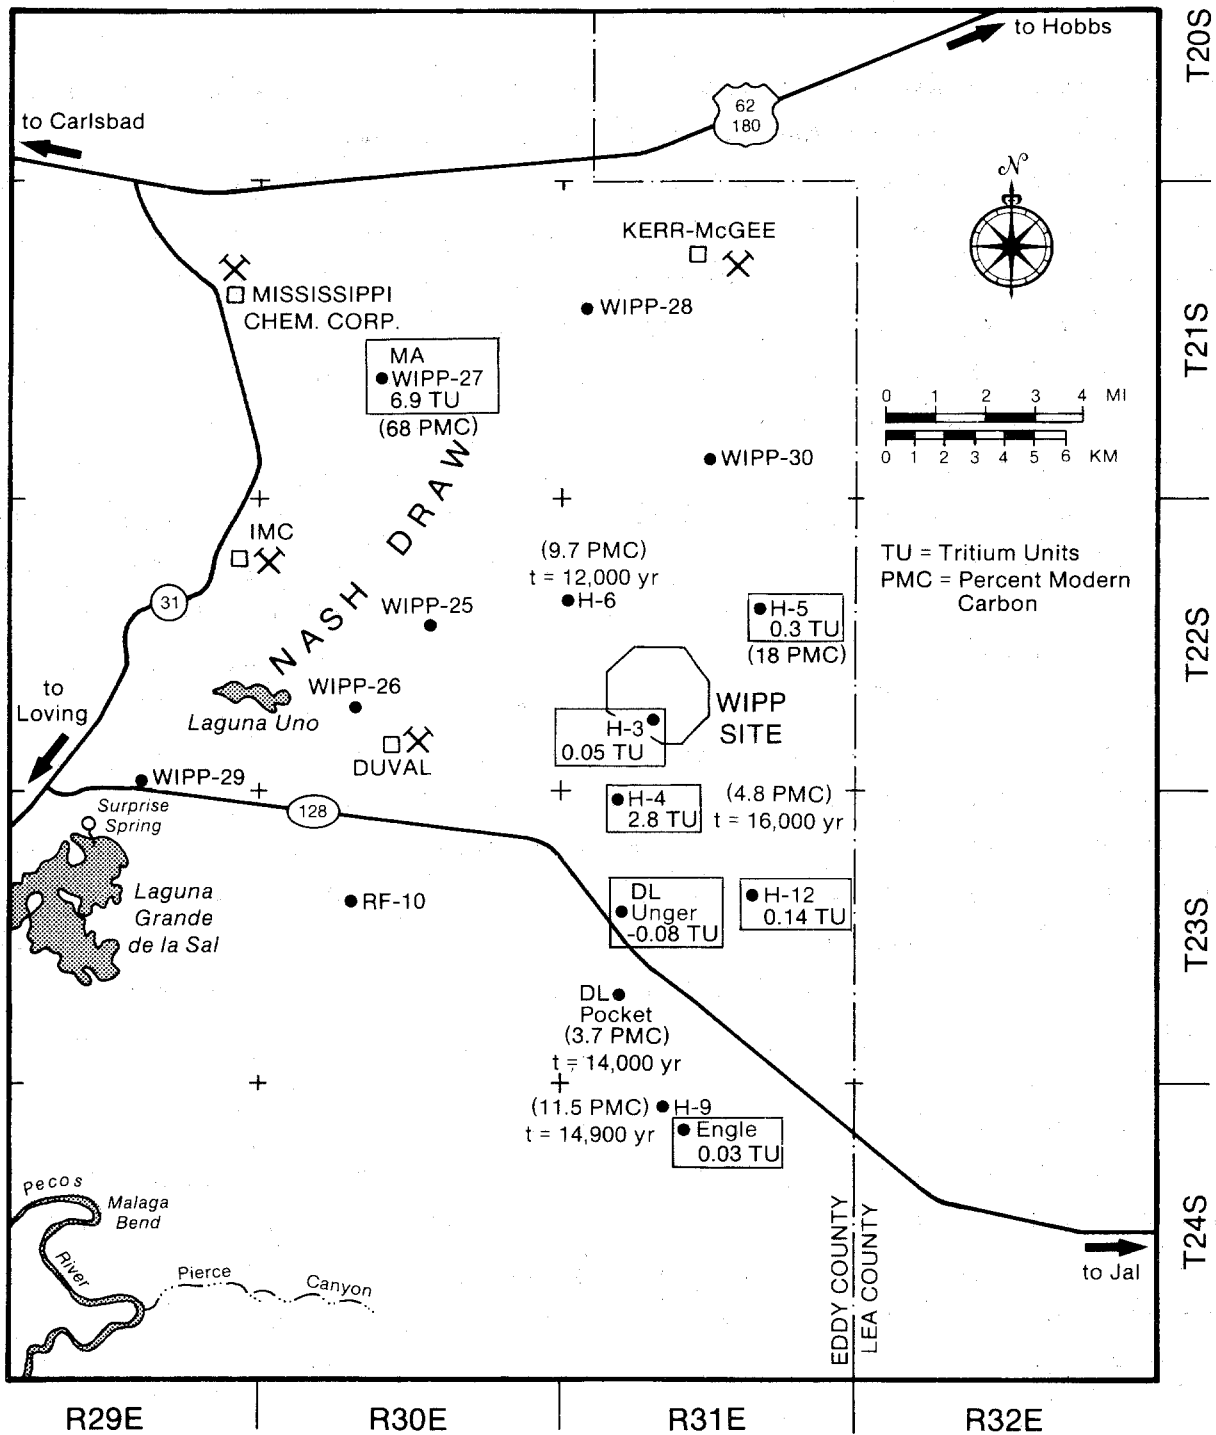 to Hobbs
T20S
62
180
to Carlsbad
N
KERR-McGEE
MISSISSIPPI
CHEM. CORP.
WIPP-28
T21S
MA
WIPP-27
6.9 TU
(68 PMC)
0 1 2 3 4 MI
0 1 2 3 4 5 6 KM
WIPP-30
NASH DRAW
IMC
(9.7 PMC)
t = 12,000 yr
H-6
TU = Tritium Units
PMC = Percent Modern
Carbon
31
WIPP-25
H-5
0.3 TU
(18 PMC)
T22S
to
Loving
WIPP-26
Laguna Uno
WIPP
SITE
H-3
0.05 TU
DUVAL
WIPP-29
Surprise
Spring
128
H-4
2.8 TU
(4.8 PMC)
t = 16,000 yr
Laguna
Grande
de la Sal
RF-10
DL
Unger
-0.08 TU
H-12
0.14 TU
T23S
DL
Pocket
(3.7 PMC)
t = 14,000 yr
(11.5 PMC)
t = 14,900 yr
H-9
Engle
0.03 TU
Pecos
River
Malaga
Bend
Pierce
Canyon
EDDY COUNTY
LEA COUNTY
T24S
to Jal
R29E
R30E
R31E
R32E